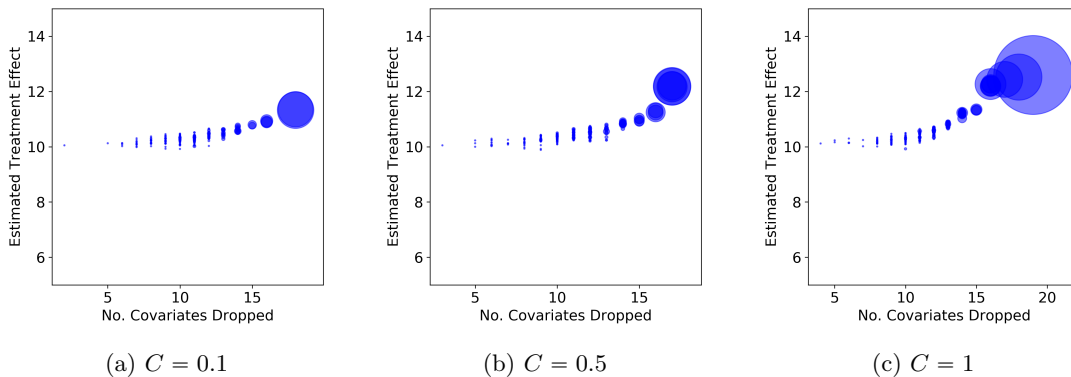 14
12
10
8
6
Estimated Treatment Effect
5
10
15
No. Covariates Dropped
(a) C = 0.1
14
12
10
8
6
Estimated Treatment Effect
5
10
15
No. Covariates Dropped
(b) C = 0.5
14
12
10
8
6
Estimated Treatment Effect
5
10
15
20
No. Covariates Dropped
(c) C = 1